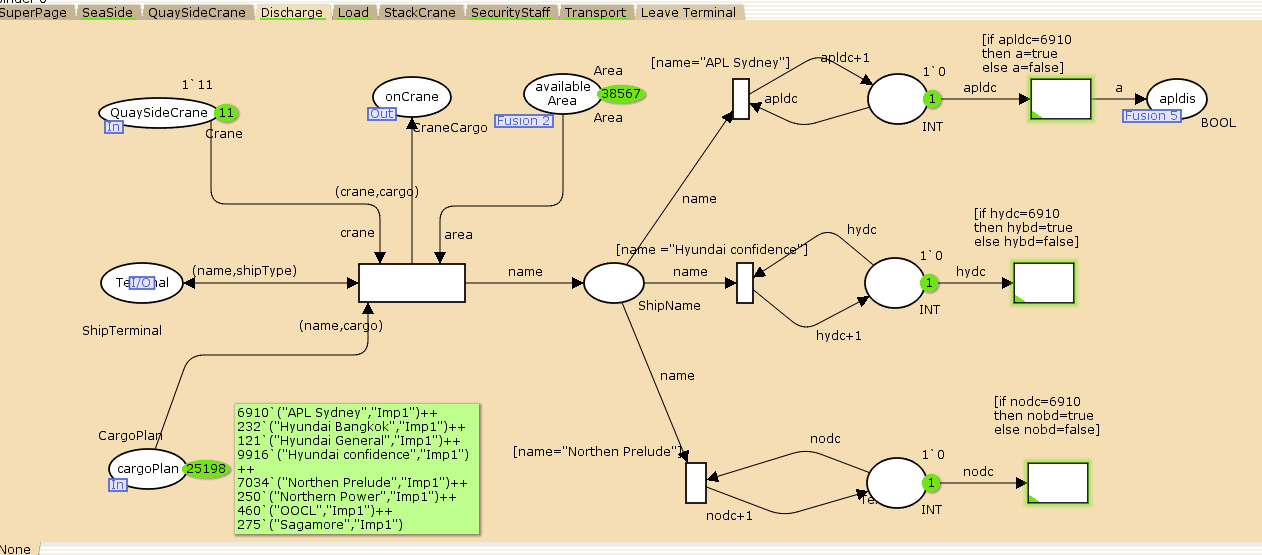 SuperPage SeaSide QuaySideCrane Discharge Load StackCrane SecurityStaff Transport Leave Terminal
1`11
QuaySideCrane
11
In
Crane
onCrane
Out
CraneCargo
Area
available
Area
38567
Fusion 2
Area
(crane,cargo)
crane
area
(name,shipType)
I/O
ShipTerminal
name
(name,cargo)
CargoPlan
cargoPlan
25198
In
6910`("APL Sydney","Imp1")++
232`("Hyundai Bangkok","Imp1")++
121`("Hyundai General","Imp1")++
9916`("Hyundai confidence","Imp1")
++
7034`("Northen Prelude","Imp1")++
250`("Northern Power","Imp1")++
460`("OOCL","Imp1")++
275`("Sagamore","Imp1")
ShipName
name
name
name
[name="APL Sydney"]
apldc+1
apldc
1`0
1
INT
apldc
[if apldc=6910
then a=true
else a=false]
a
apldis
Fusion 5
BOOL
[name ="Hyundai confidence"]
hydc
hydc+1
1`0
1
INT
hydc
[if hydc=6910
then hybd=true
else hybd=false]
[name="Northen Prelude"]
nodc
nodc+1
1`0
1
INT
nodc
[if nodc=6910
then nobd=true
else nobd=false]
None